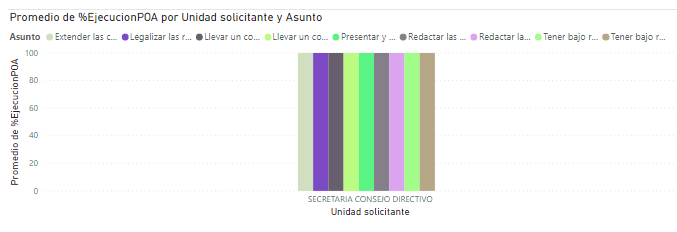 Promedio de %EjecucionPOA por Unidad solicitante y Asunto
Asunto Extender las c... Legalizar las r... Llevar un co... Llevar un co... Presentar y ... Redactar las ... Redactar la... Tener bajo r... Tener bajo r...
Promedio de %EjecucionPOA
100
80
60
40
20
0
SECRETARIA CONSEJO DIRECTIVO
Unidad solicitante